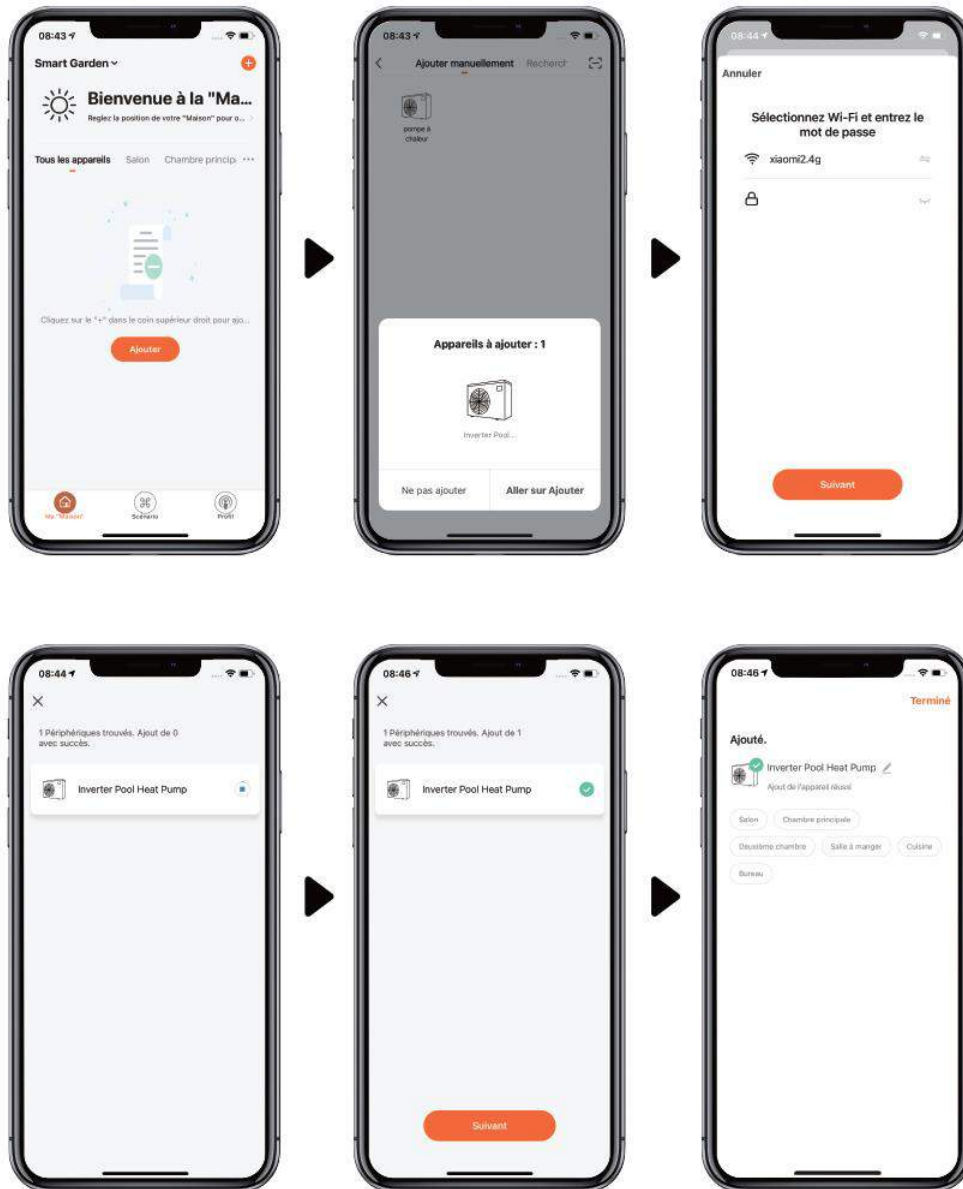 08:43
Smart Garden
Bienvenue à la "Ma...
Reglez la position de votre "Maison" pour o...
Tous les appareils Salon Chambre princip
Cliquez sur le "+" dans le coin supérieur droit pour ajo...
Ajouter
Ma "Maison" Scénario Profil
08:43
Ajouter manuellement Recherch
pompe à
chaleur
Appareils à ajouter : 1
Inverter Pool...
Ne pas ajouter Aller sur Ajouter
08:44
Annuler
Sélectionnez Wi-Fi et entrez le
mot de passe
xiaomi2.4g
Suivant
08:44
1 Périphériques trouvés. Ajout de 0
avec succès.
Inverter Pool Heat Pump
08:46
1 Périphériques trouvés. Ajout de 1
avec succès.
Inverter Pool Heat Pump
Suivant
08:46
Terminé
Ajouté.
Inverter Pool Heat Pump
Ajout de l'appareil réussi
Salon Chambre principale
Deuxième chambre Salle à manger Cuisine
Bureau